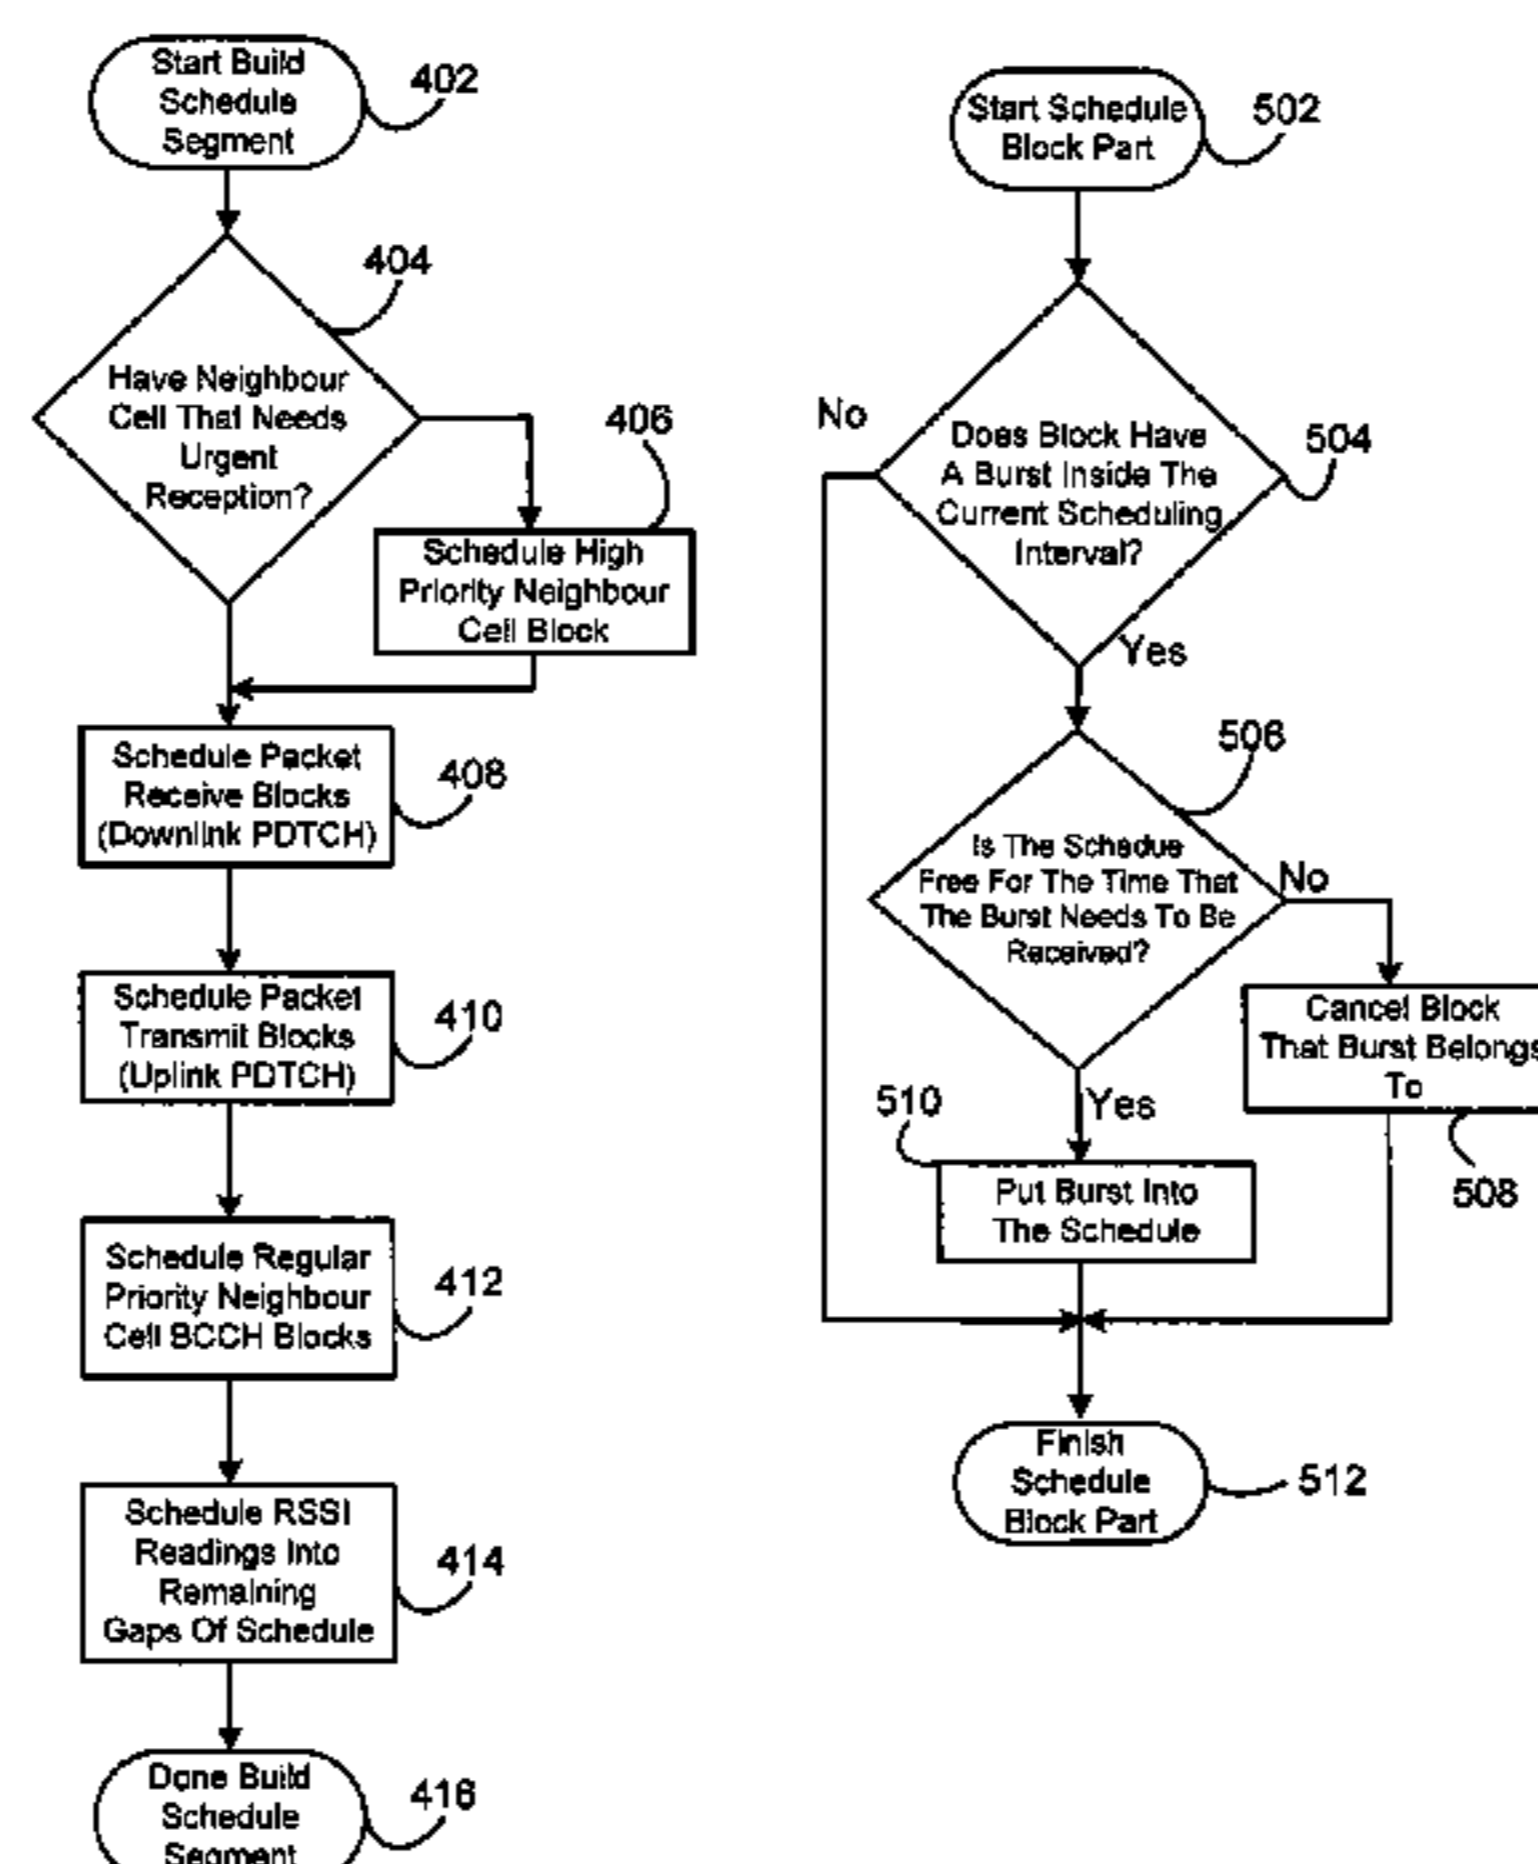 Start Build
Schedule
Segment
402
404
Have Neighbour
Cell That Needs
Urgent
Reception?
406
Schedule High
Priority Neighbour
Cell Block
Schedule Packet
Receive Blocks
(Downlink PDTCH)
408
Schedule Packet
Transmit Blocks
(Uplink PDTCH)
410
Schedule Regular
Priority Neighbour
Cell BCCH Blocks
412
Schedule RSSI
Readings Into
Remaining
Gaps Of Schedule
414
Done Build
Schedule
Segment
416
Start Schedule
Block Part
502
No
Does Block Have
A Burst Inside The
Current Scheduling
Interval?
504
Yes
506
Is The Schedue
Free For The Time That
The Burst Needs To Be
Received?
No
Cancel Block
That Burst Belongs
To
508
Yes
510
Put Burst Into
The Schedule
Finish
Schedule
Block Part
512